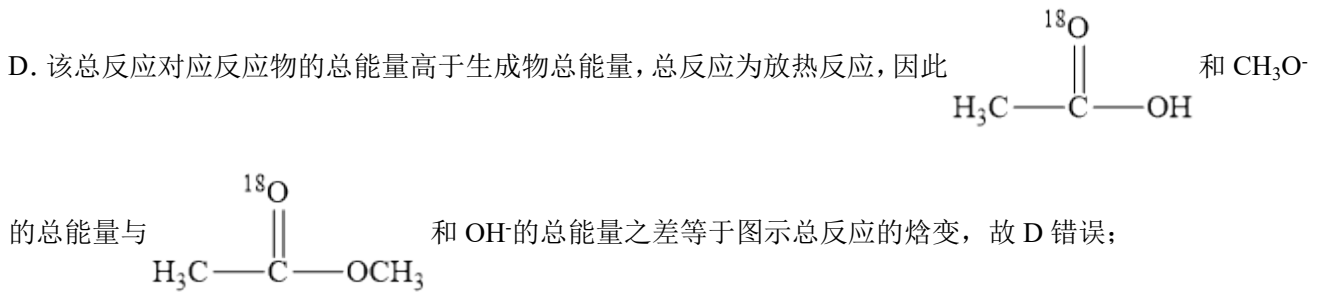 ¹⁸O
D. 该总反应对应反应物的总能量高于生成物总能量，总反应为放热反应，因此 H₃C—C—OH 和 CH₃O⁻
¹⁸O
的总能量与 H₃C—C—OCH₃ 和 OH⁻的总能量之差等于图示总反应的焓变，故 D 错误；